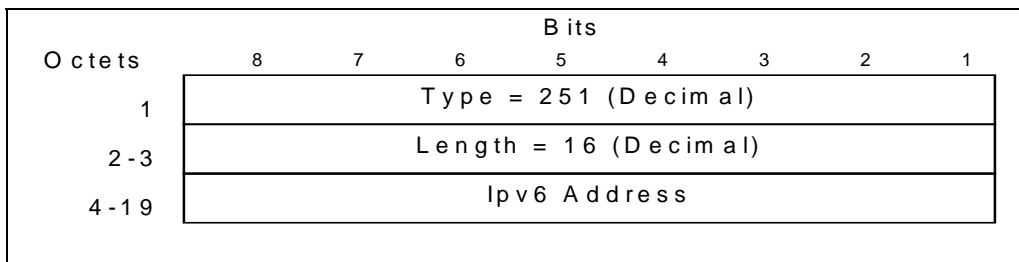 Bits
Octets 8 7 6 5 4 3 2 1
1 Type = 251 (Decimal)
2-3 Length = 16 (Decimal)
4-19 Ipv6 Address